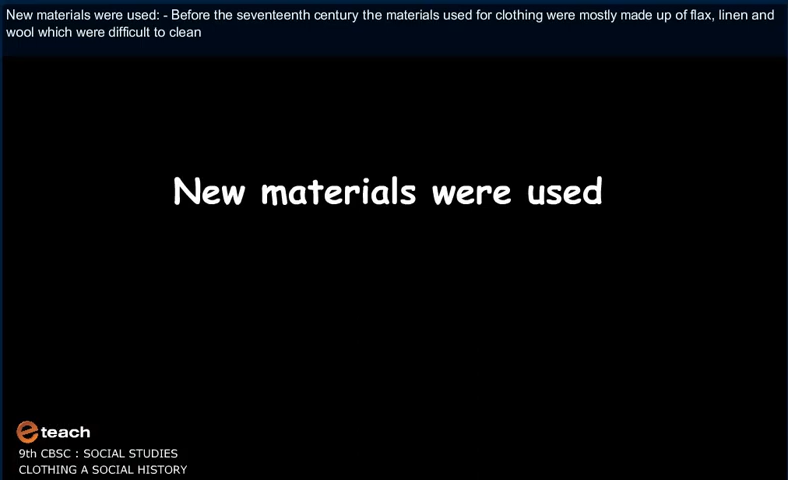 New materials were used: - Before the seventeenth century the materials used for clothing were mostly made up of flax, linen and
wool which were difficult to clean
New materials were used
e teach
9th CBSC : SOCIAL STUDIES
CLOTHING A SOCIAL HISTORY